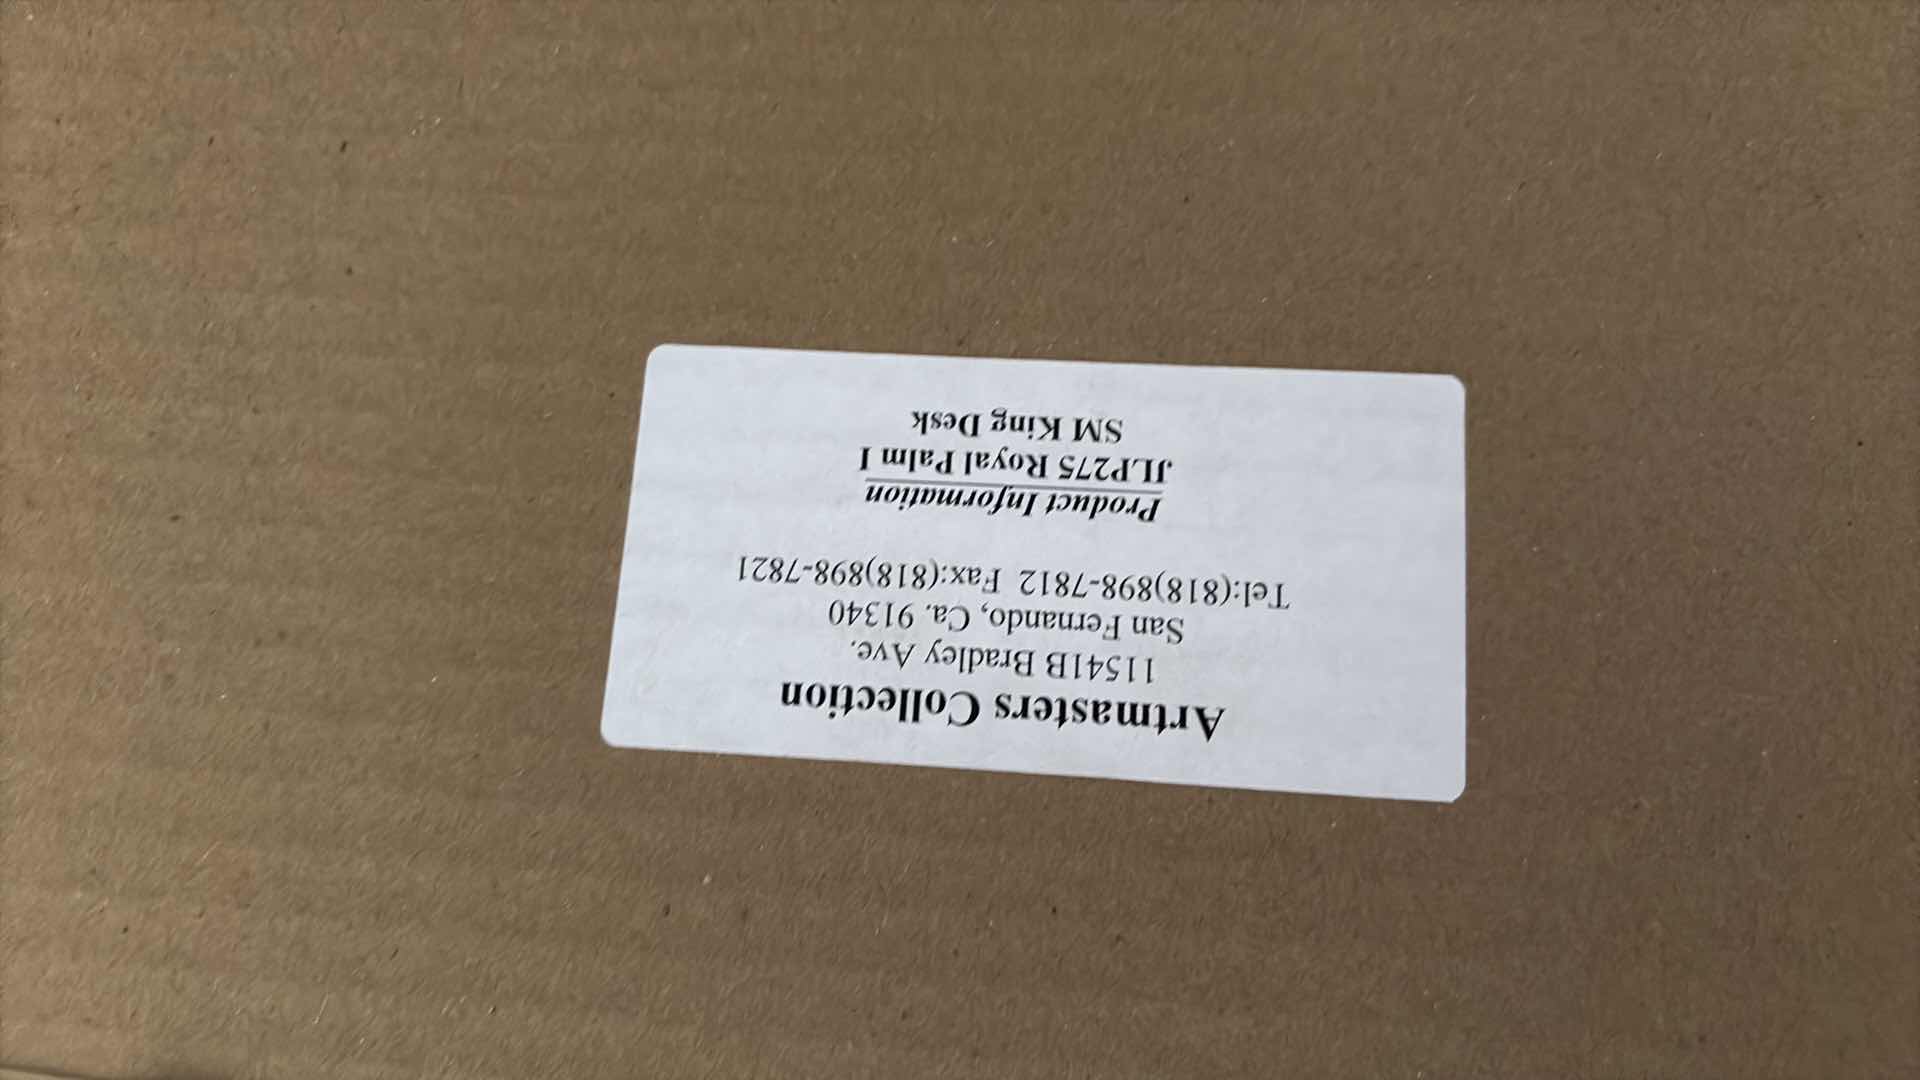 Artmasters Collection
11541B Bradley Ave.
San Fernando, Ca. 91340
Tel:(818)898-7812 Fax:(818)898-7821
Product Information
JLP275 Royal Palm I
SM King Desk